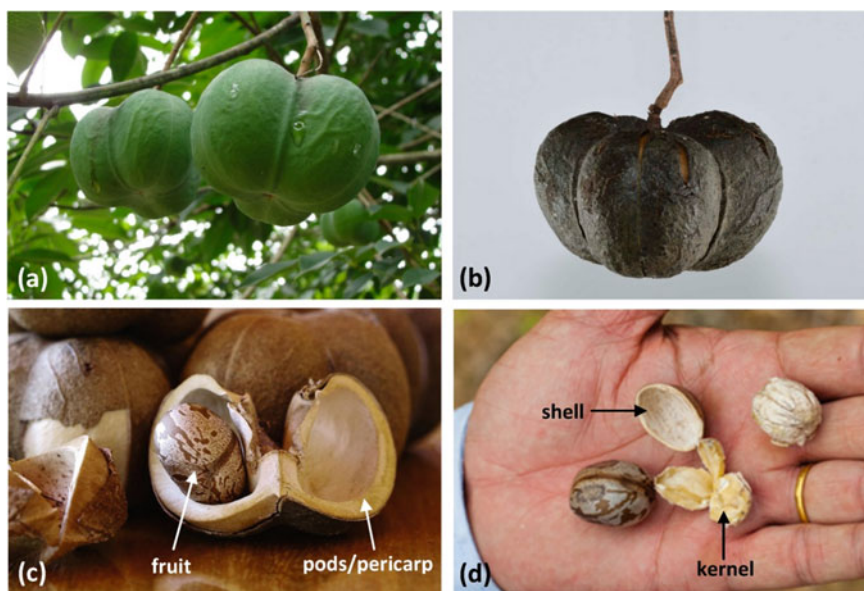 (a)
(b)
fruit
pods/pericarp
(c)
shell
kernel
(d)